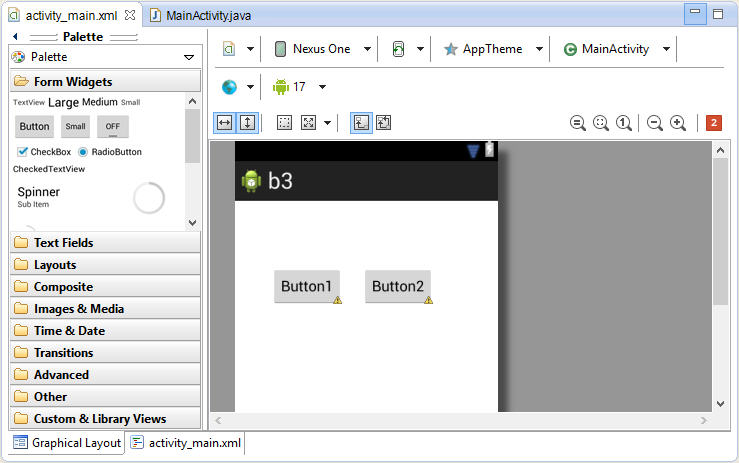 activity_main.xml MainActivity.java
Palette
Palette
Form Widgets
TextView Large Medium Small
Button Small OFF
CheckBox RadioButton
CheckedTextView
Spinner
Sub Item
Text Fields
Layouts
Composite
Images & Media
Time & Date
Transitions
Advanced
Other
Custom & Library Views
Nexus One AppTheme MainActivity
17
1 2
b3
Button1 Button2
Graphical Layout activity_main.xml